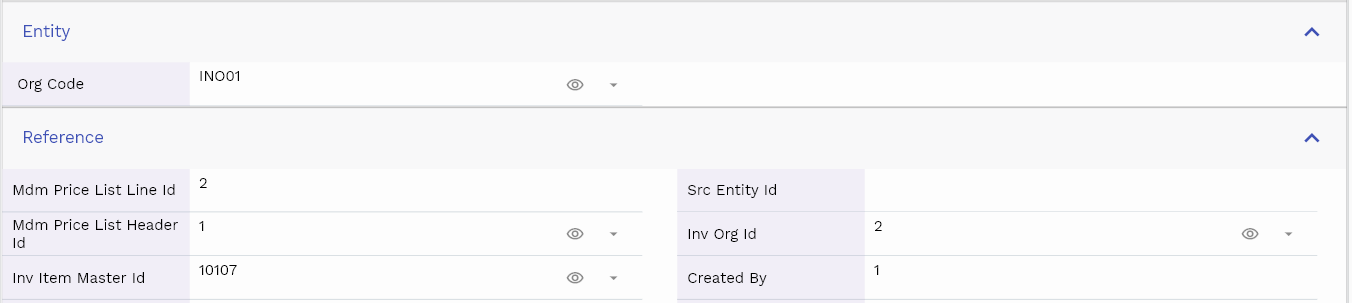 Entity
Org Code
INO01
Reference
Mdm Price List Line Id
2
Src Entity Id
Mdm Price List Header
Id
1
Inv Org Id
2
Inv Item Master Id
10107
Created By
1